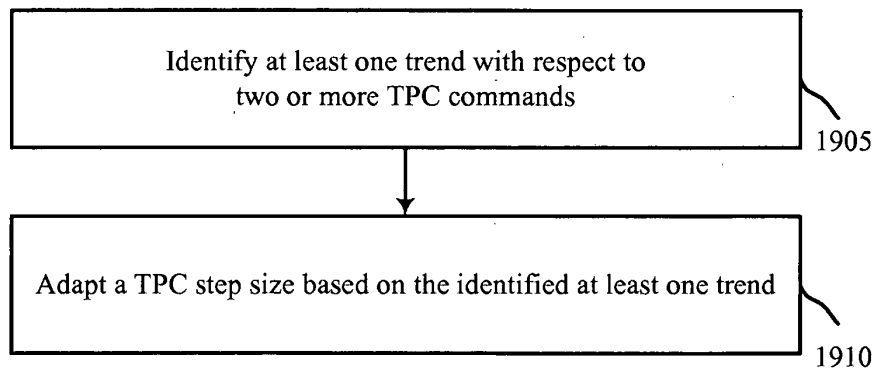 Identify at least one trend with respect to
two or more TPC commands
1905
Adapt a TPC step size based on the identified at least one trend
1910